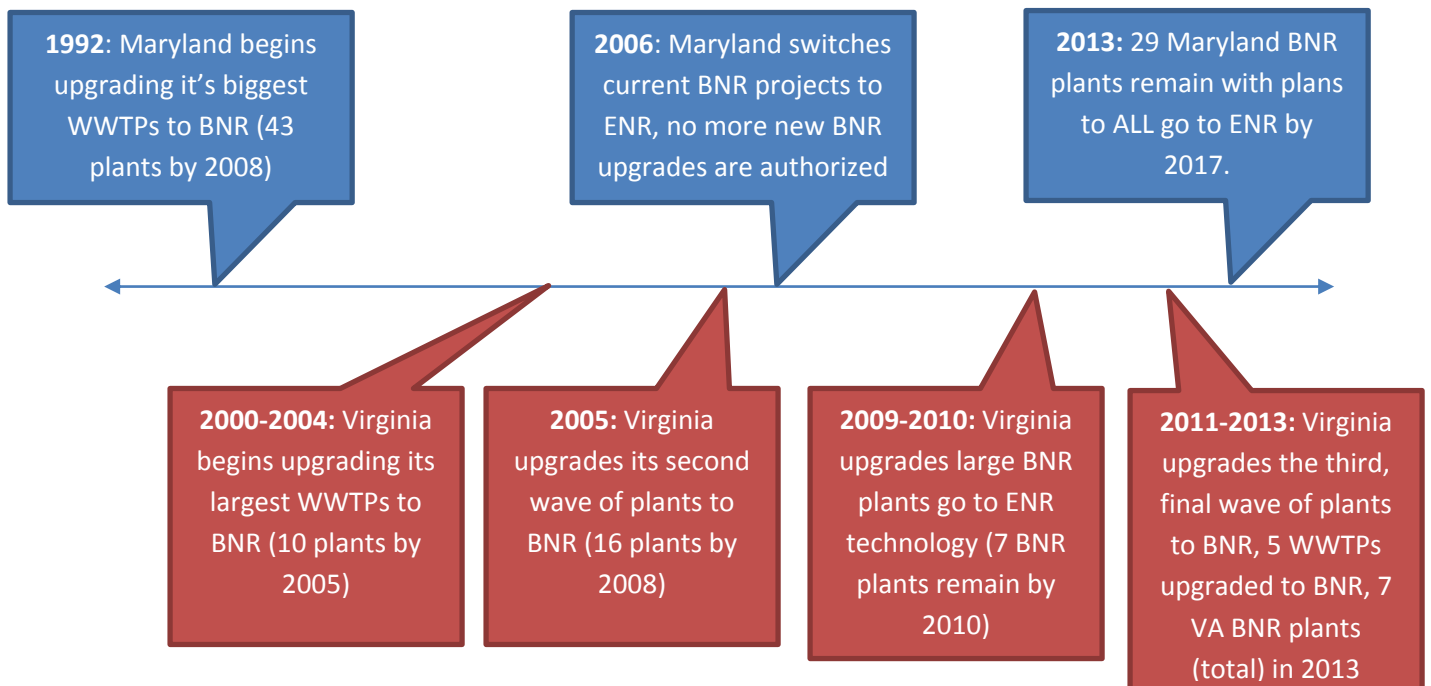 1992: Maryland begins
upgrading it’s biggest
WWTPs to BNR (43
plants by 2008)
2006: Maryland switches
current BNR projects to
ENR, no more new BNR
upgrades are authorized
2013: 29 Maryland BNR
plants remain with plans
to ALL go to ENR by
2017.
2000-2004: Virginia
begins upgrading its
largest WWTPs to
BNR (10 plants by
2005)
2005: Virginia
upgrades its second
wave of plants to
BNR (16 plants by
2008)
2009-2010: Virginia
upgrades large BNR
plants go to ENR
technology (7 BNR
plants remain by
2010)
2011-2013: Virginia
upgrades the third,
final wave of plants
to BNR, 5 WWTPs
upgraded to BNR, 7
VA BNR plants
(total) in 2013